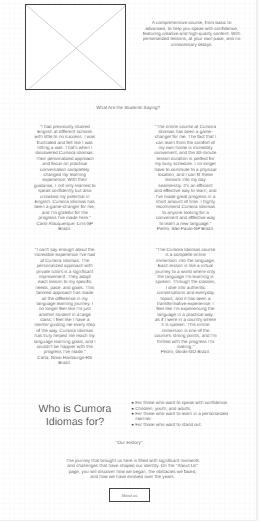 A comprehensive course, from basic to
advanced, to help you speak with confidence,
featuring creative and high-quality content. With
personalized lessons, at your own pace, and no
unnecessary delays.
What Are the Students Saying?
"I had previously studied
English at different schools
with little to no success. I was
frustrated and felt like I was
hitting a wall. That's when I
discovered Cumora Idiomas.
Their personalized approach
and focus on practical
conversation completely
changed my learning
experience. With their
guidance, I not only learned to
speak confidently but also
unlocked my potential in
English. Cumora Idiomas has
been a game-changer for me,
and I'm grateful for the
progress I've made here."
Brazil.
"The online course at Cumora
Idiomas has been a game-
changer for me. The fact that I
can learn from the comfort of
my own home is incredibly
convenient, and the 30-minute
lesson duration is perfect for
my busy schedule. I no longer
have to commute to a physical
location, and I can fit these
lessons into my day
seamlessly. It's an efficient
and effective way to learn, and
I've made great progress in a
short amount of time. I highly
recommend Cumora Idiomas
to anyone looking for a
convenient and effective way
to learn a new language."
Pedro, São Paulo-SP Brazil.
"I can't say enough about the
incredible experience I've had
at Cumora Idiomas. The
personalized approach with
private tutors is a significant
improvement. They adapt
each lesson to my specific
needs, pace, and goals. This
tailored approach has made
all the difference in my
language learning journey. I
no longer feel like I'm just
another student in a large
class; I feel like I have a
mentor guiding me every step
of the way. Cumora Idiomas
has truly helped me reach my
language learning goals, and I
couldn't be happier with the
progress I've made."
Carla, Novo Hamburgo-RS
Brazil.
"The Cumora Idiomas course
is a complete online
immersion into the language.
Each lesson is like a virtual
journey to a world where only
the language I'm learning is
spoken. Through the classes,
I dive into authentic
conversations and everyday
topics, and it has been a
transformative experience. I
feel like I'm experiencing the
language in a practical way,
as if I were in a country where
it is spoken. This online
immersion is one of the
course's strong points, and I'm
thrilled with the progress I'm
making."
Pedro, Goiás-GO Brazil.
Who is Cumora
Idiomas for?
● For those who want to speak with confidence.
● Children, youth, and adults.
● For those who want to learn in a personalized
manner.
● For those who want to stand out.
"Our History"
The journey that brought us here is filled with significant moments
and challenges that have shaped our identity. On the "About Us"
page, you will discover how we began, the obstacles we faced,
and how we have evolved over the years.
About us